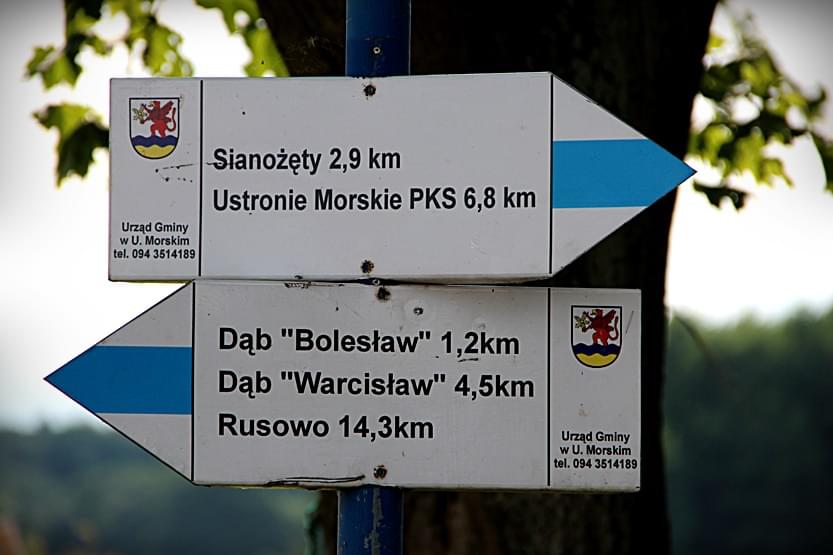 Sianożęty 2,9 km
Ustronie Morskie PKS 6,8 km
Urząd Gminy
w U. Morskim
tel. 094 3514189
Dąb "Bolesław" 1,2km
Dąb "Warcisław" 4,5km
Rusowo 14,3km
Urząd Gminy
w U. Morskim
tel. 094 3514189